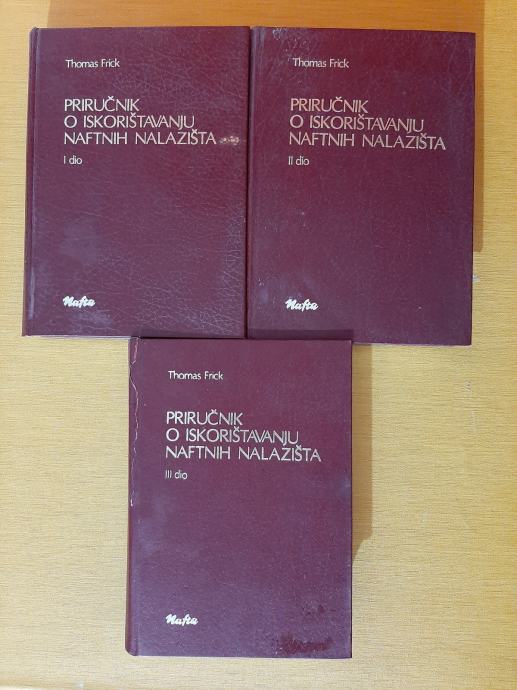 Thomas Frick
PRIRUČNIK
O ISKORIŠTAVANJU
NAFTNIH NALAZIŠTA
I dio
Nafta
Thomas Frick
PRIRUČNIK
O ISKORIŠTAVANJU
NAFTNIH NALAZIŠTA
II dio
Nafta
Thomas Frick
PRIRUČNIK
O ISKORIŠTAVANJU
NAFTNIH NALAZIŠTA
III dio
Nafta